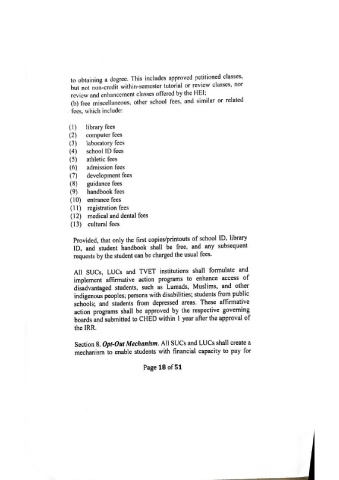 to obtaining a degree. This includes approved petitioned classes,
but not non-credit within-semester tutorial or review classes, nor
review and enhancement classes offered by the HEI;
(b) free miscellaneous, other school fees, and similar or related
fees, which include:
(1) library fees
(2) computer fees
(3) laboratory fees
(4) school ID fees
(5) athletic fees
(6) admission fees
(7) development fees
(8) guidance fees
(9) handbook fees
(10) entrance fees
(11) registration fees
(12) medical and dental fees
(13) cultural fees
Provided, that only the first copies/printouts of school ID, library
ID, and student handbook shall be free, and any subsequent
requests by the student can be charged the usual fees.
All SUCs, LUCs and TVET institutions shall formulate and
implement affirmative action programs to enhance access of
disadvantaged students, such as Lumads, Muslims, and other
indigenous peoples; persons with disabilities; students from public
schools; and students from depressed areas. These affirmative
action programs shall be approved by the respective governing
boards and submitted to CHED within 1 year after the approval of
the IRR.
Section 8. Opt-Out Mechanism. All SUCs and LUCs shall create a
mechanism to enable students with financial capacity to pay for
Page 18 of 51